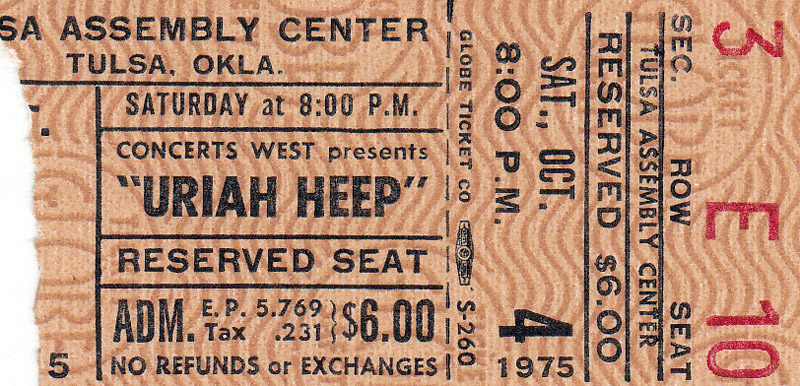 SA ASSEMBLY CENTER
TULSA, OKLA.
T.
SATURDAY at 8:00 P.M.
CONCERTS WEST presents
"URIAH HEEP"
RESERVED SEAT
ADM. E.P. 5.769 } $6.00
Tax .231
5
NO REFUNDS or EXCHANGES
GLOBE TICKET CO S-260
8:00 P.M.
SAT., OCT.
4
1975
RESERVED $6.00
TULSA ASSEMBLY CENTER
SEC. ROW SEAT
3 E 10